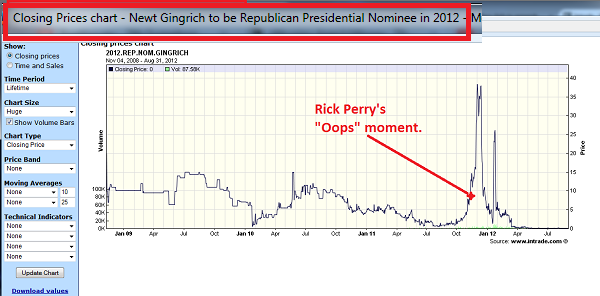 Closing Prices chart - Newt Gingrich to be Republican Presidential Nominee in 2012 - M
Show:
Closing prices
Time and Sales
Time Period
Lifetime
Chart Size
Huge
Show Volume Bars
Chart Type
Closing Price
Price Band
None
Moving Averages
None 10
None 25
Technical Indicators
None
None
None
None
Update Chart
Download values
Closing prices chart
2012.REP.NOM.GINGRICH
Nov 04, 2008 - Aug 31, 2012
Closing Price: 0 Vol: 87.58K
Rick Perry's
"Oops" moment.
Volume
100K
80K
60K
40K
20K
0
40
35
30
25
20
15
10
5
0
Price
Jan 09 Apr Jul Oct Jan 10 Apr Jul Oct Jan 11 Apr Jul Oct Jan 12 Apr Jul
Source: www.intrade.com ©